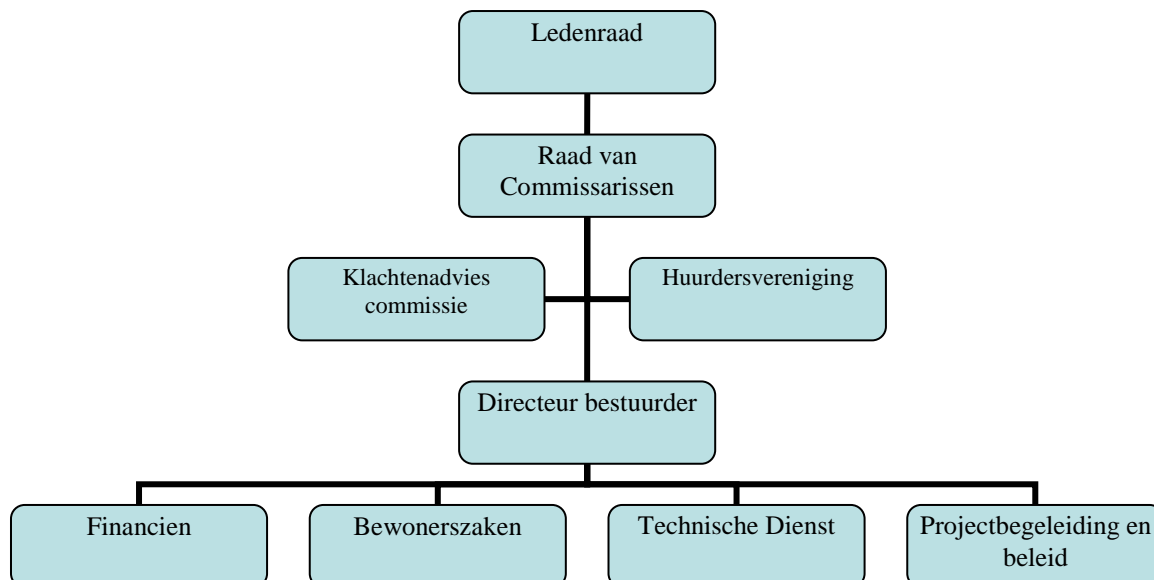 Ledenraad
Raad van
Commissarissen
Klachtenadvies
commissie
Huurdersvereniging
Directeur bestuurder
Financien
Bewonerszaken
Technische Dienst
Projectbegeleiding en
beleid